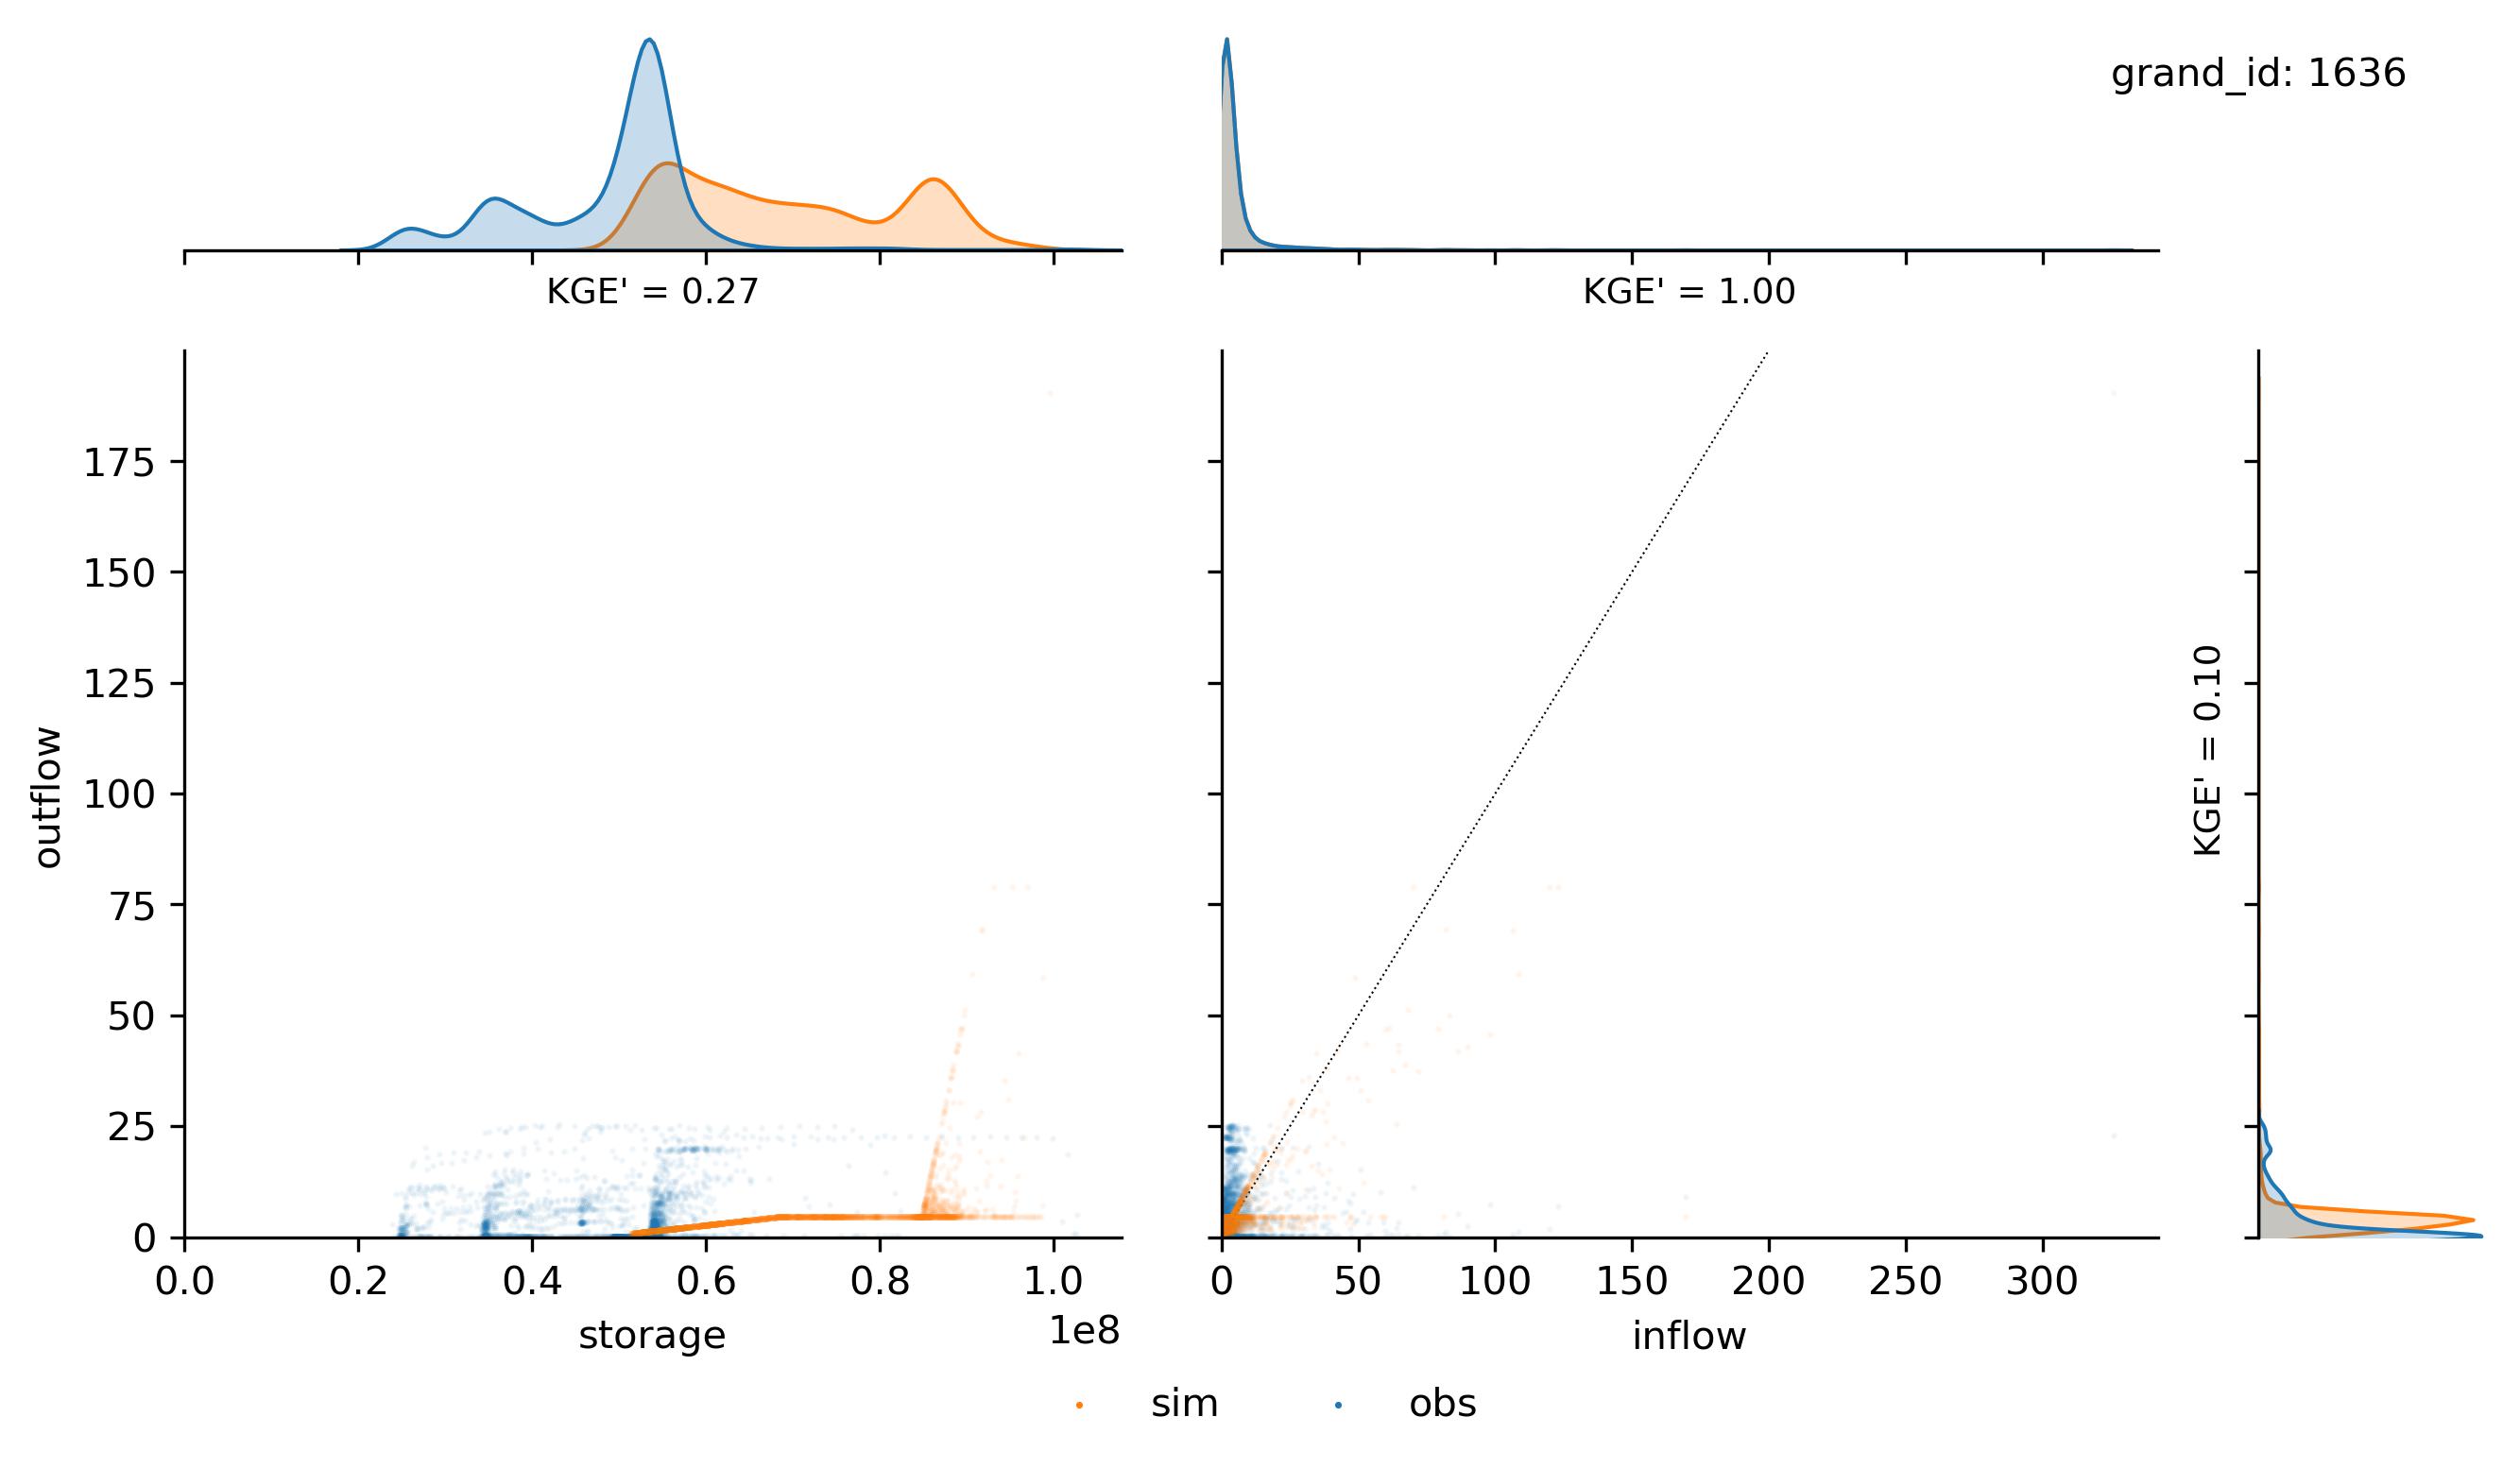 grand_id: 1636
KGE' = 0.27
KGE' = 1.00
175
150
125
100
75
50
25
0
outflow
KGE' = 0.10
0.0 0.2 0.4 0.6 0.8 1.0
1e8
storage
0 50 100 150 200 250 300
inflow
sim obs